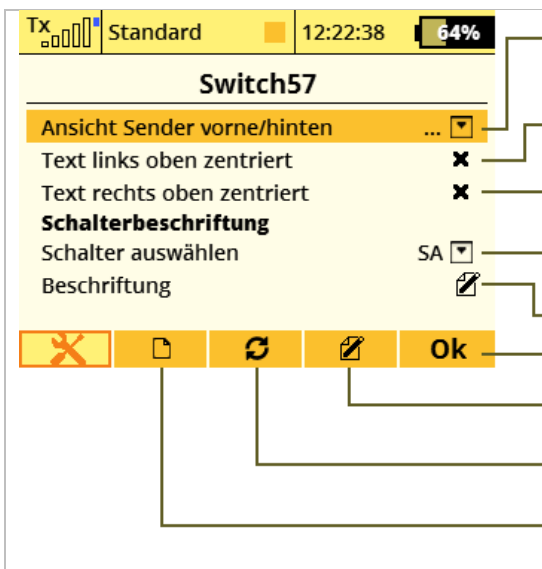 Tx Standard 12:22:38 64%
Switch57
Ansicht Sender vorne/hinten ...
Text links oben zentriert
Text rechts oben zentriert
Schalterbeschriftung
Schalter auswählen SA
Beschriftung
Ok